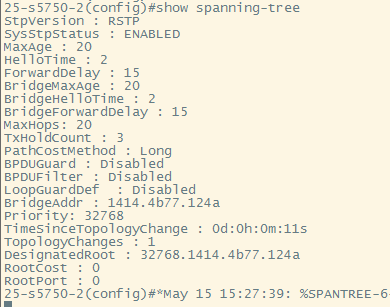 25-s5750-2(config)#show spanning-tree
StpVersion : RSTP
SysStpStatus : ENABLED
MaxAge : 20
HelloTime : 2
ForwardDelay : 15
BridgeMaxAge : 20
BridgeHelloTime : 2
BridgeForwardDelay : 15
MaxHops: 20
TxHoldCount : 3
PathCostMethod : Long
BPDUGuard : Disabled
BPDUFilter : Disabled
LoopGuardDef  : Disabled
BridgeAddr : 1414.4b77.124a
Priority: 32768
TimeSinceTopologyChange : 0d:0h:0m:11s
TopologyChanges : 1
DesignatedRoot : 32768.1414.4b77.124a
RootCost : 0
RootPort : 0
25-s5750-2(config)#*May 15 15:27:39: %SPANTREE-6-